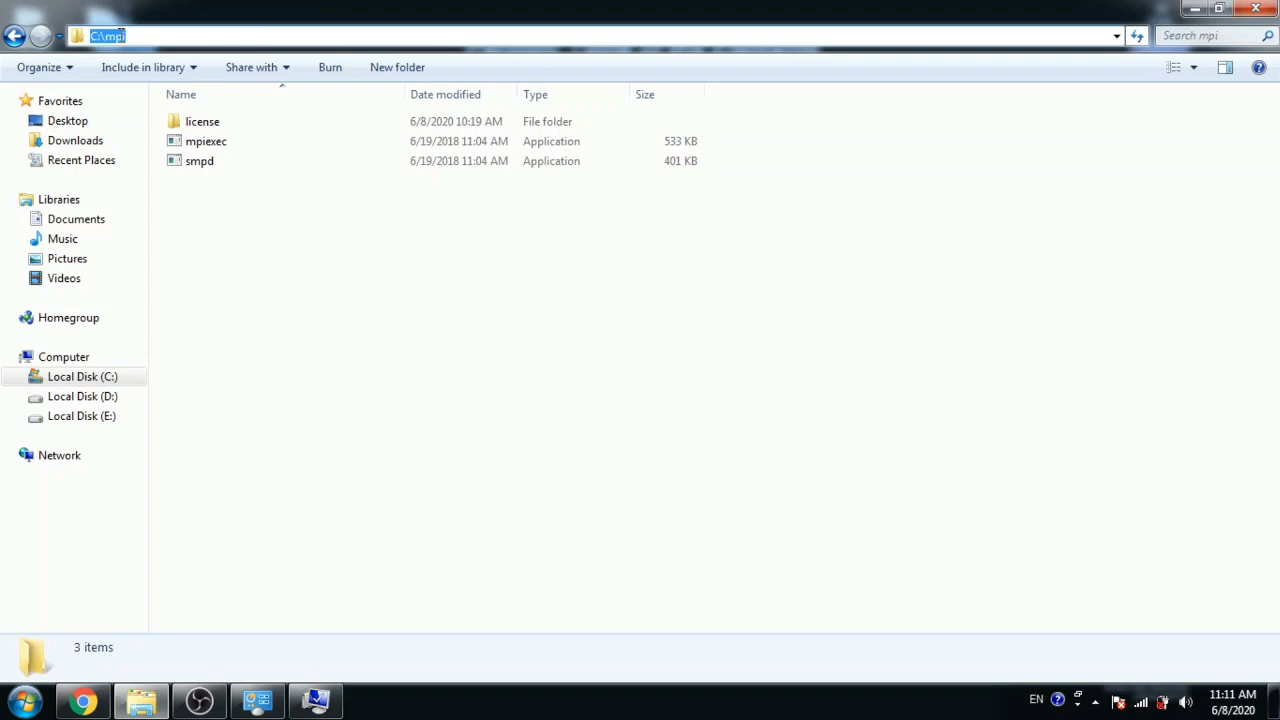 C:\mpi
Search mpi
Organize Include in library Share with Burn New folder
Name Date modified Type Size
Favorites
Desktop
Downloads
Recent Places
Libraries
Documents
Music
Pictures
Videos
Homegroup
Computer
Local Disk (C:)
Local Disk (D:)
Local Disk (E:)
Network
license 6/8/2020 10:19 AM File folder
mpiexec 6/19/2018 11:04 AM Application 533 KB
smpd 6/19/2018 11:04 AM Application 401 KB
3 items
EN
11:11 AM
6/8/2020